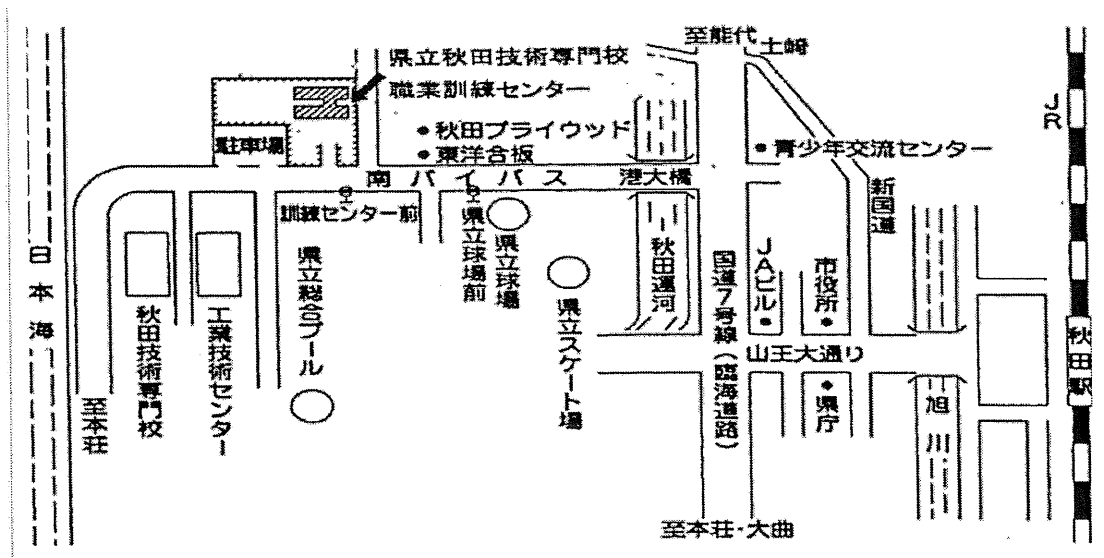 至能代
土崎
県立秋田技術専門校
職業訓練センター
駐車場
秋田プライウッド
東洋合板
青少年交流センター
南バイパス
港大橋
訓練センター前
県立球場前
県立球場
新国道
JR
日本海
秋田運河
国道7号線(臨海道路)
JAビル
市役所
県立総合プール
県立スケート場
秋田技術専門校
工業技術センター
山王大通り
秋田駅
県庁
旭川
至本荘
至本荘・大曲